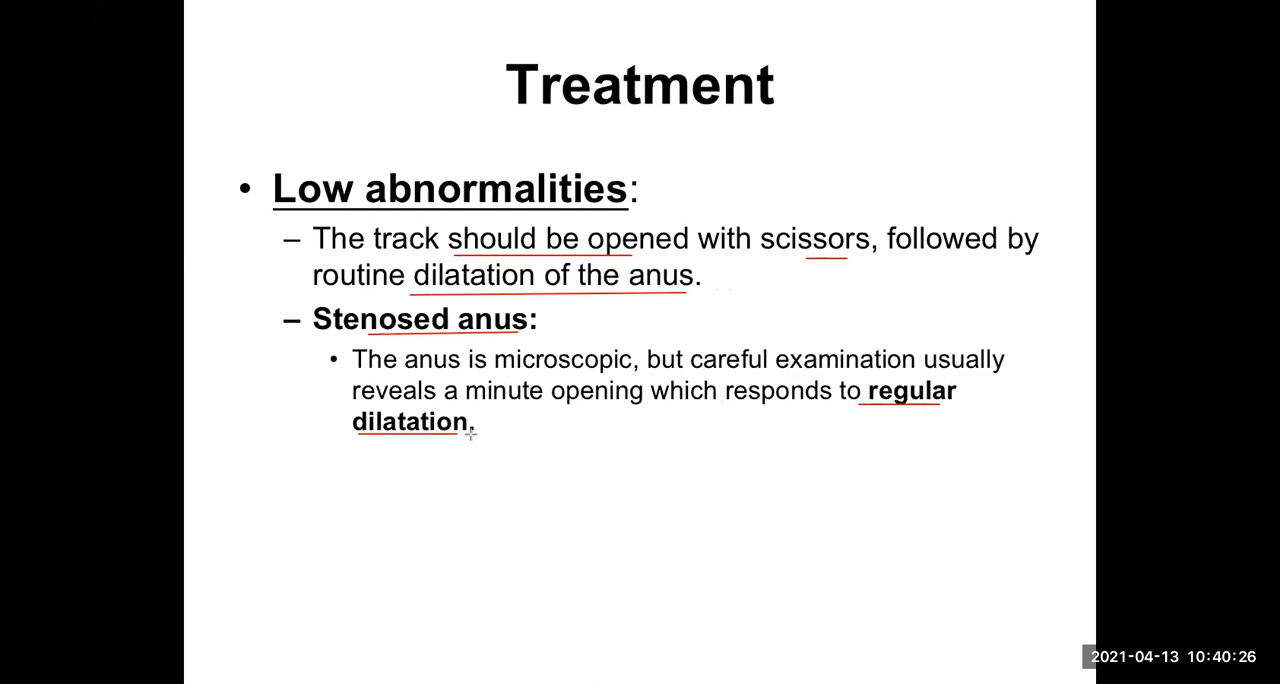 Treatment
• Low abnormalities:
– The track should be opened with scissors, followed by
routine dilatation of the anus.
– Stenosed anus:
• The anus is microscopic, but careful examination usually
reveals a minute opening which responds to regular
dilatation.
2021-04-13 10:40:26